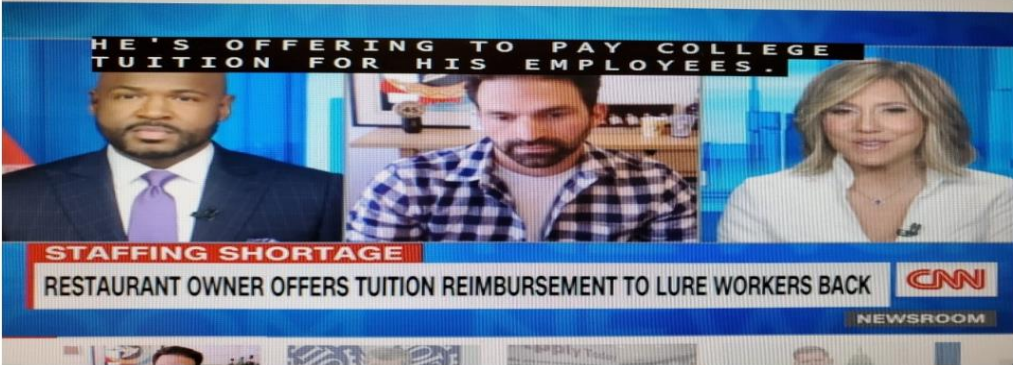 HE'S OFFERING TO PAY COLLEGE
TUITION FOR HIS EMPLOYEES.
STAFFING SHORTAGE
RESTAURANT OWNER OFFERS TUITION REIMBURSEMENT TO LURE WORKERS BACK
CNN
NEWSROOM